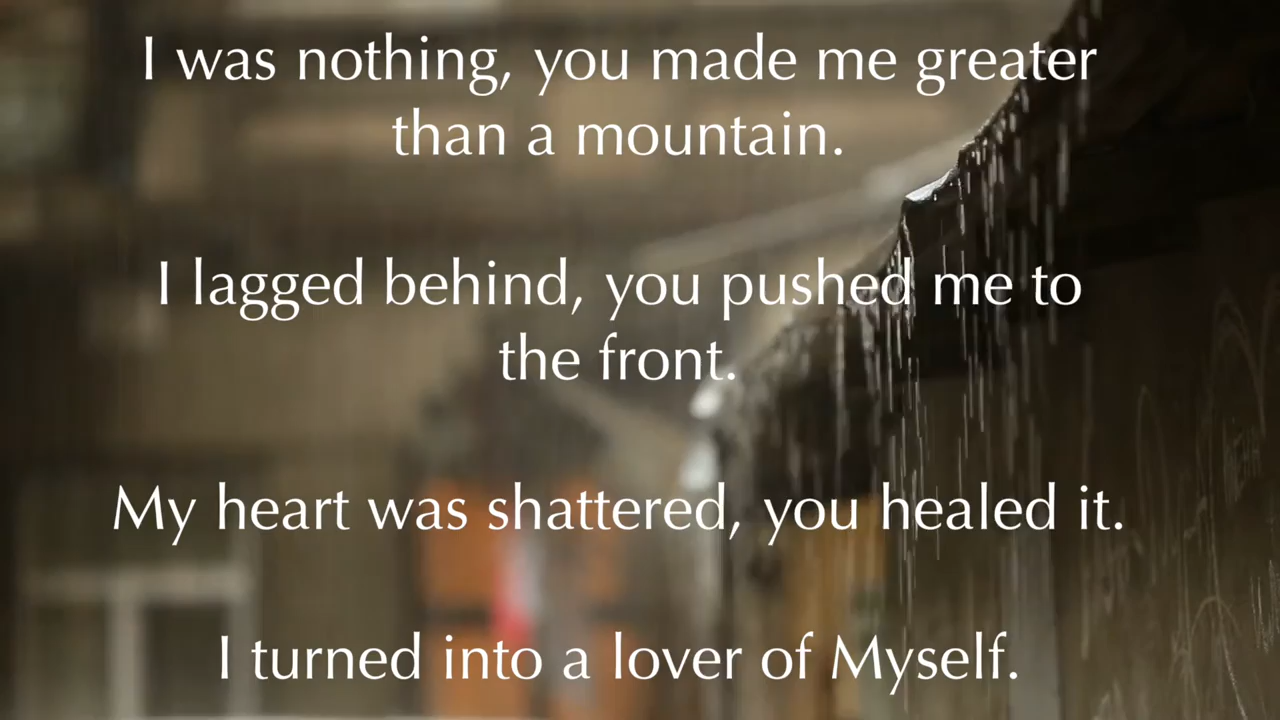 I was nothing, you made me greater
than a mountain.
I lagged behind, you pushed me to
the front.
My heart was shattered, you healed it.
I turned into a lover of Myself.